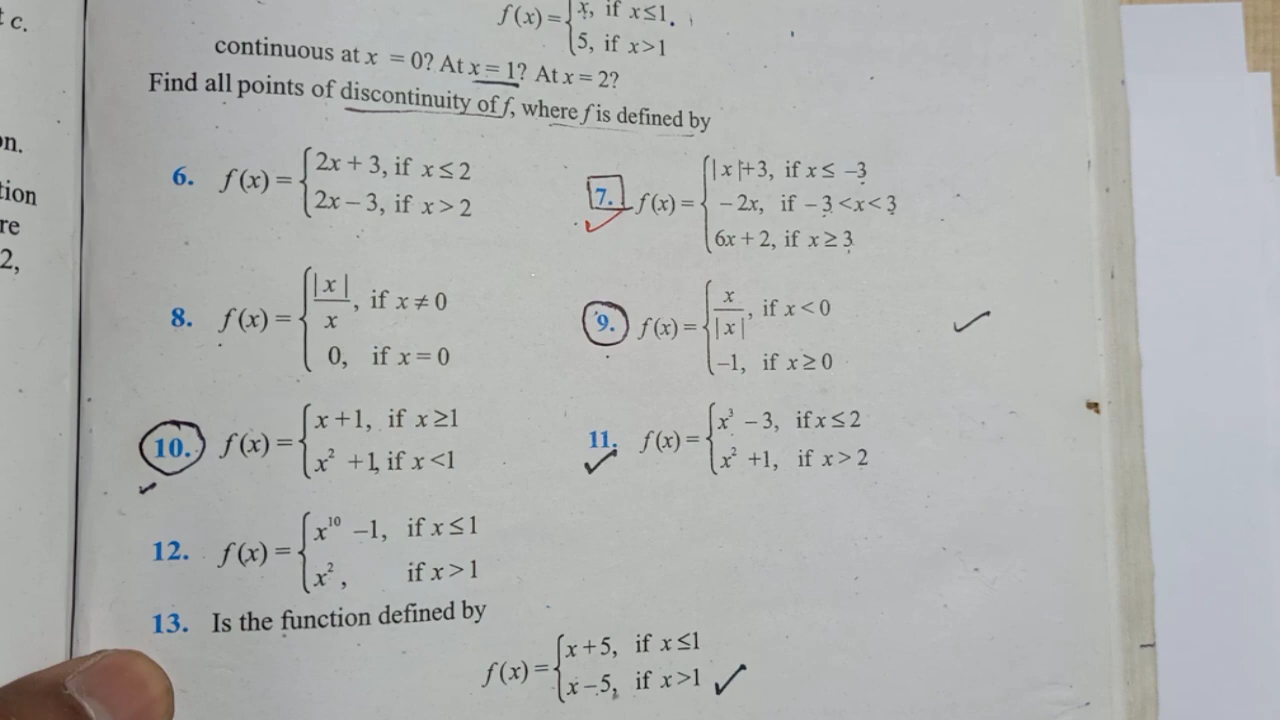 t c.
f(x) = { x, if x≤1.
5, if x>1
continuous at x = 0? At x = 1? At x = 2?
Find all points of discontinuity of f, where f is defined by
on.
tion
re
2,
6. f(x) = { 2x + 3, if x ≤ 2
2x – 3, if x > 2
7. f(x) = { |x|+3, if x ≤ –3
– 2x, if – 3 < x < 3
6x + 2, if x ≥ 3
8. f(x) = { |x|/x, if x ≠ 0
0, if x = 0
9. f(x) = { x/|x|, if x < 0
–1, if x ≥ 0
10. f(x) = { x + 1, if x ≥ 1
x² + 1, if x < 1
11. f(x) = { x³ – 3, if x ≤ 2
x² + 1, if x > 2
12. f(x) = { x¹⁰ – 1, if x ≤ 1
x², if x > 1
13. Is the function defined by
f(x) = { x + 5, if x ≤ 1
x – 5, if x > 1